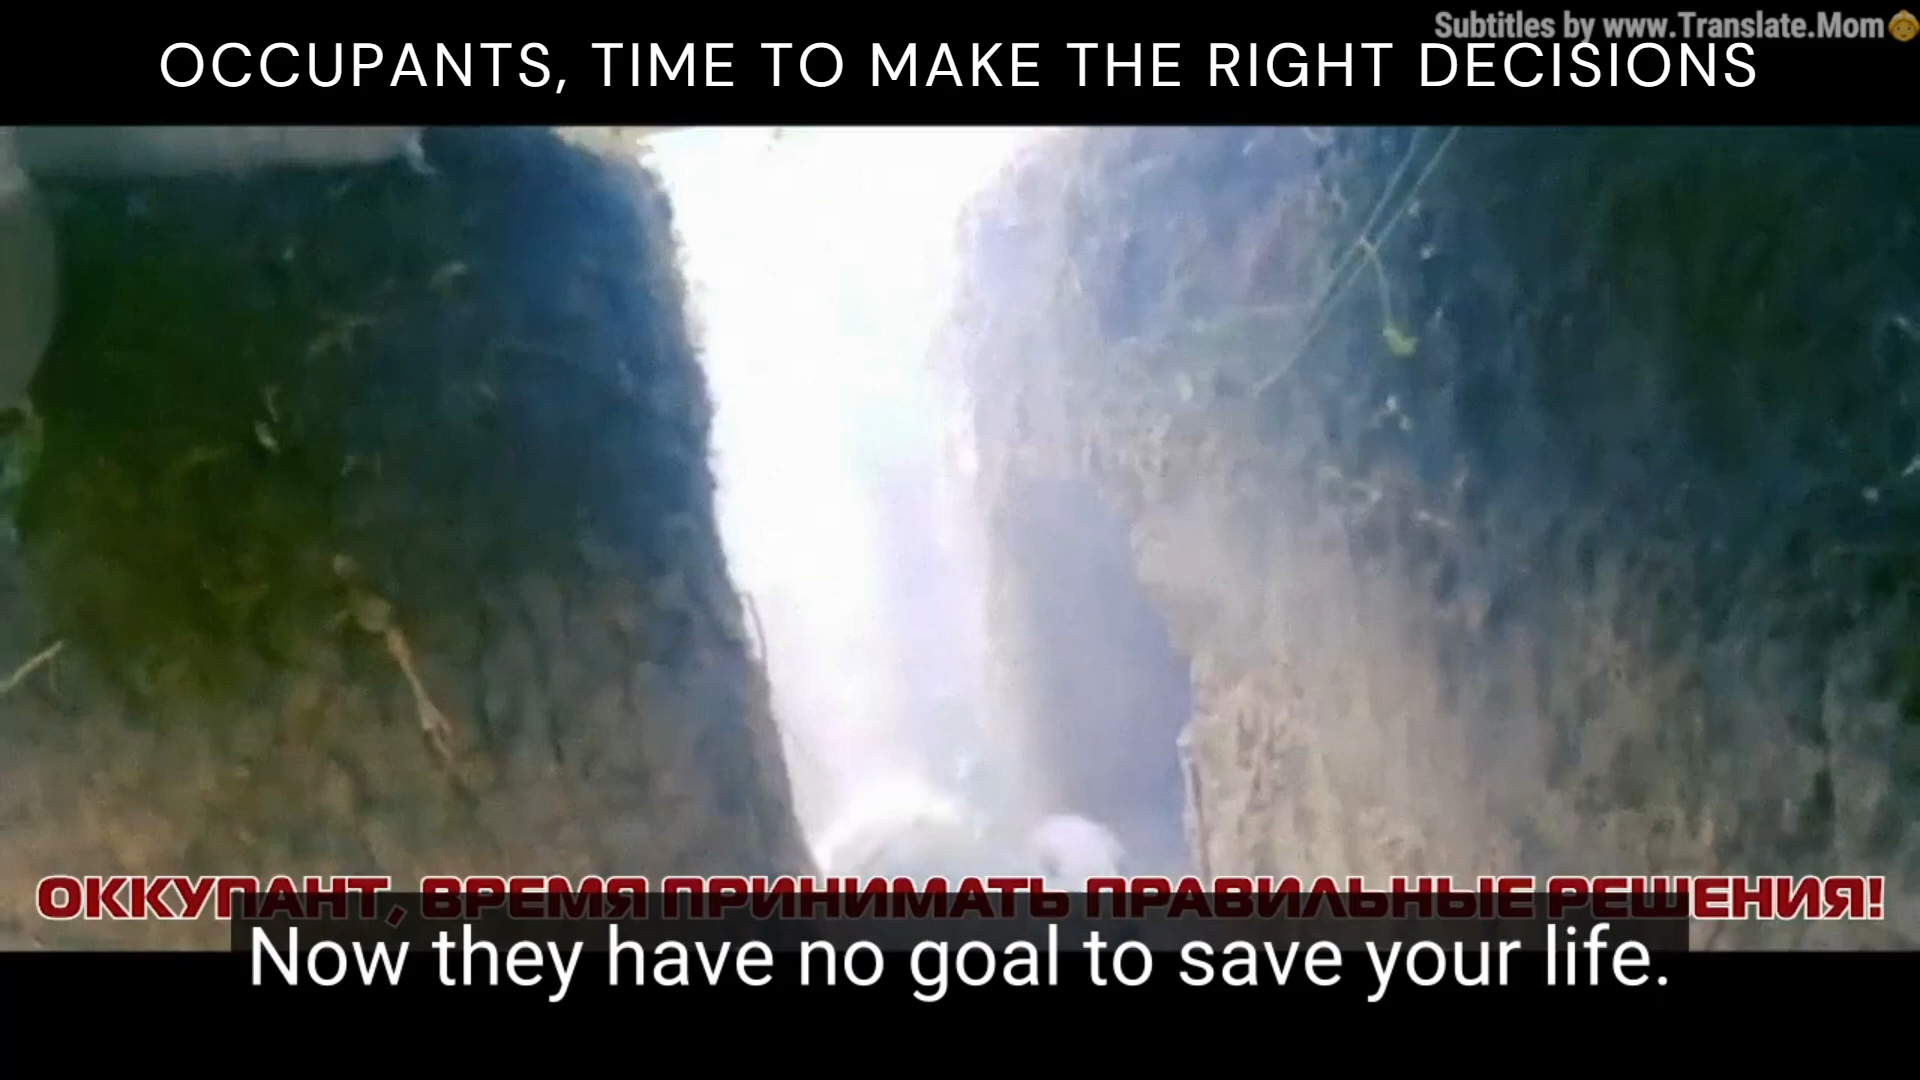 Subtitles by www.Translate.Mom
OCCUPANTS, TIME TO MAKE THE RIGHT DECISIONS
ОККУПАНТ, ВРЕМЯ ПРИНИМАТЬ ПРАВИЛЬНЫЕ РЕШЕНИЯ!
Now they have no goal to save your life.